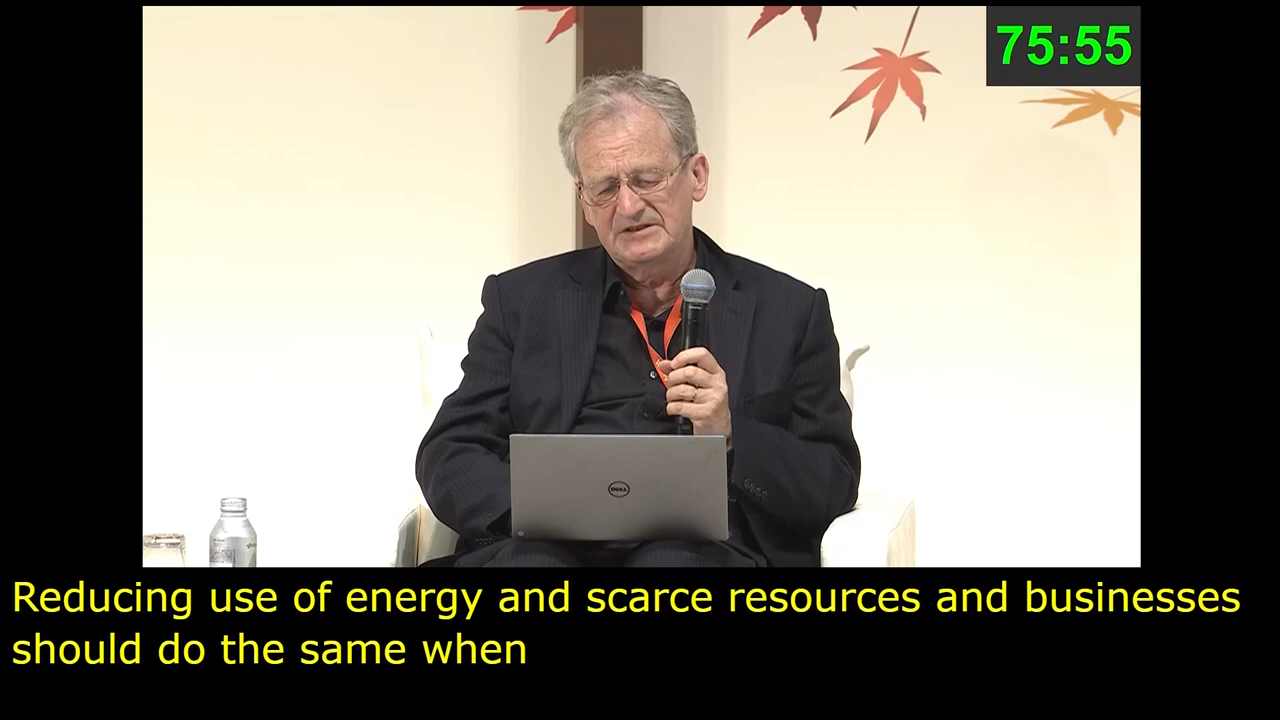 75:55
DELL
Reducing use of energy and scarce resources and businesses
should do the same when